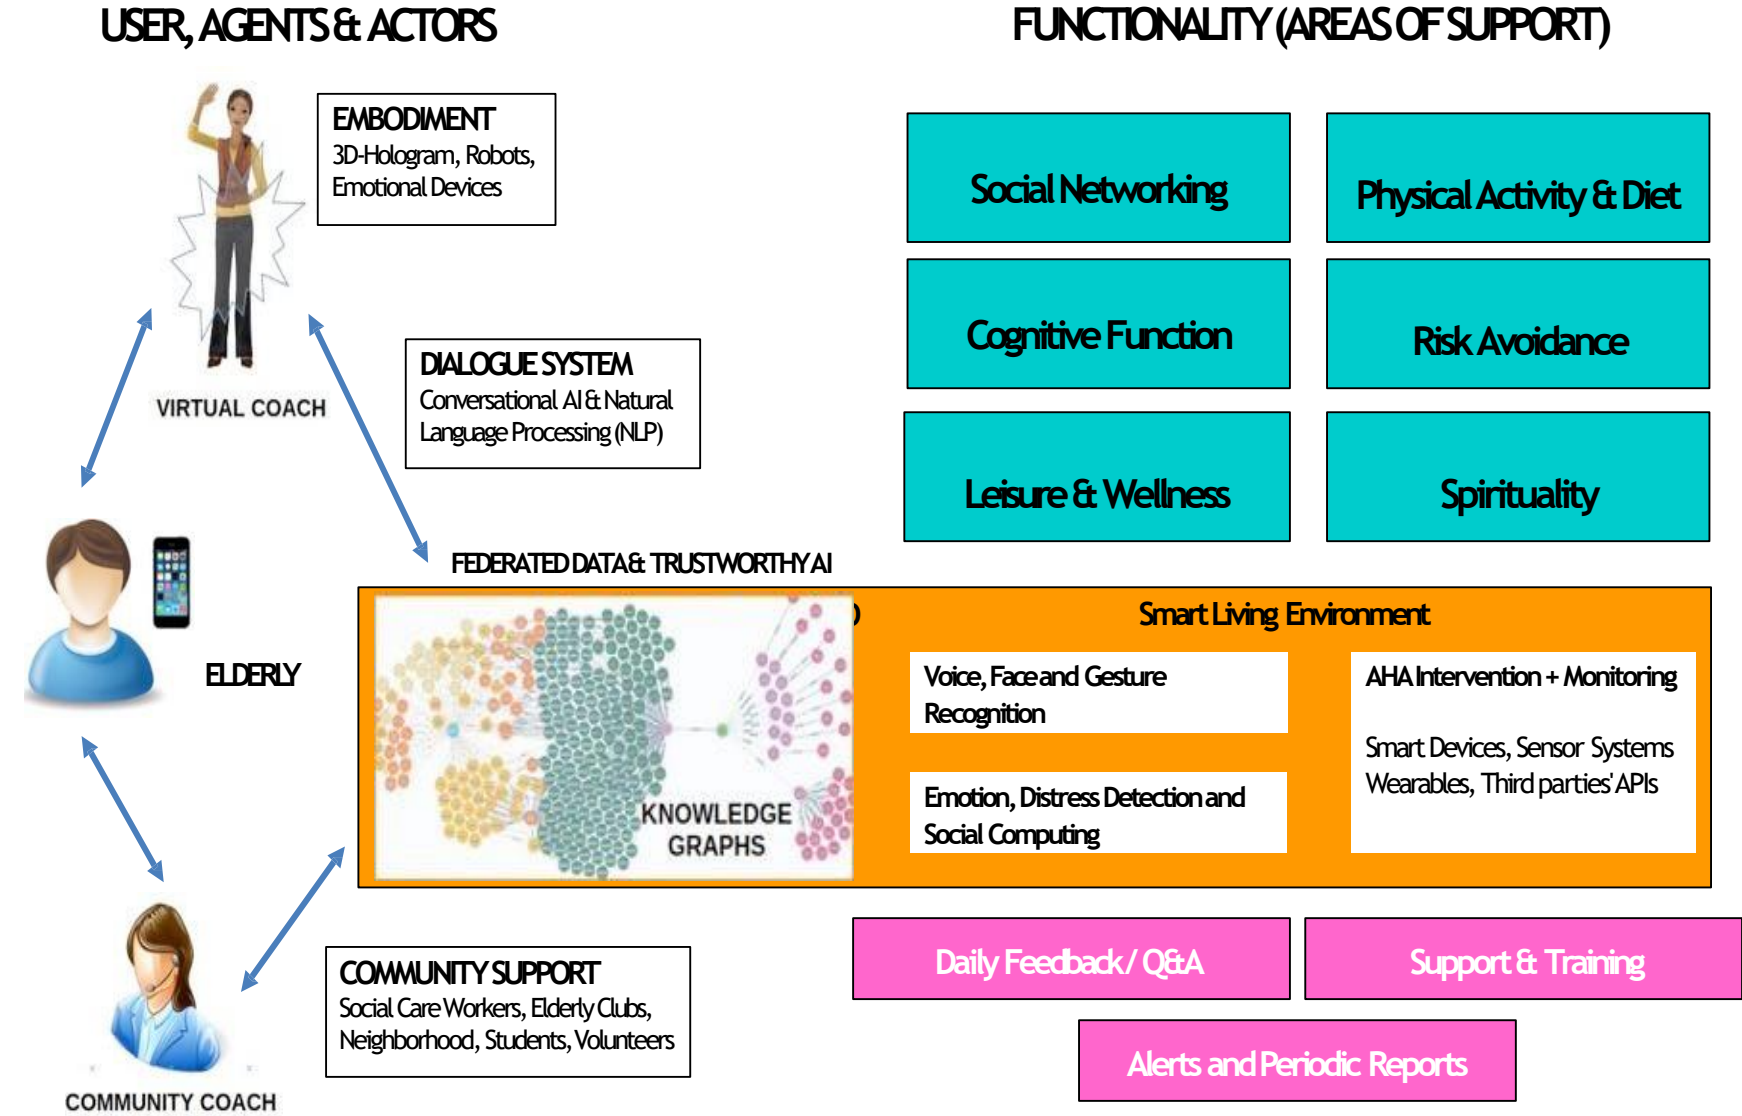 USER, AGENTS & ACTORS
FUNCTIONALITY (AREAS OF SUPPORT)
EMBODIMENT
3D-Hologram, Robots,
Emotional Devices
VIRTUAL COACH
DIALOGUE SYSTEM
Conversational AI & Natural
Language Processing (NLP)
ELDERLY
COMMUNITY SUPPORT
Social Care Workers, Elderly Clubs,
Neighborhood, Students, Volunteers
COMMUNITY COACH
Social Networking
Physical Activity & Diet
Cognitive Function
Risk Avoidance
Leisure & Wellness
Spirituality
FEDERATED DATA & TRUSTWORTHY AI
KNOWLEDGE
GRAPHS
Smart Living Environment
Voice, Face and Gesture
Recognition
Emotion, Distress Detection and
Social Computing
AHA Intervention + Monitoring
Smart Devices, Sensor Systems
Wearables, Third parties' APIs
Daily Feedback / Q&A
Support & Training
Alerts and Periodic Reports